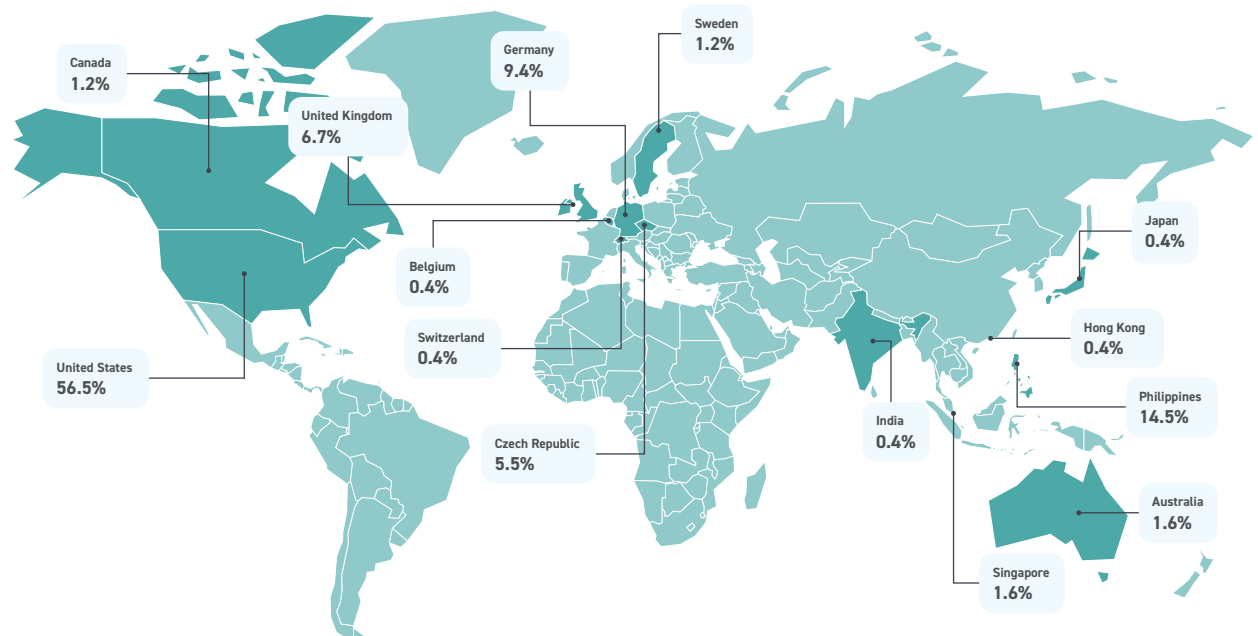 Sweden
1.2%
Germany
9.4%
Canada
1.2%
United Kingdom
6.7%
Japan
0.4%
Belgium
0.4%
Hong Kong
0.4%
Switzerland
0.4%
United States
56.5%
Philippines
14.5%
India
0.4%
Czech Republic
5.5%
Australia
1.6%
Singapore
1.6%